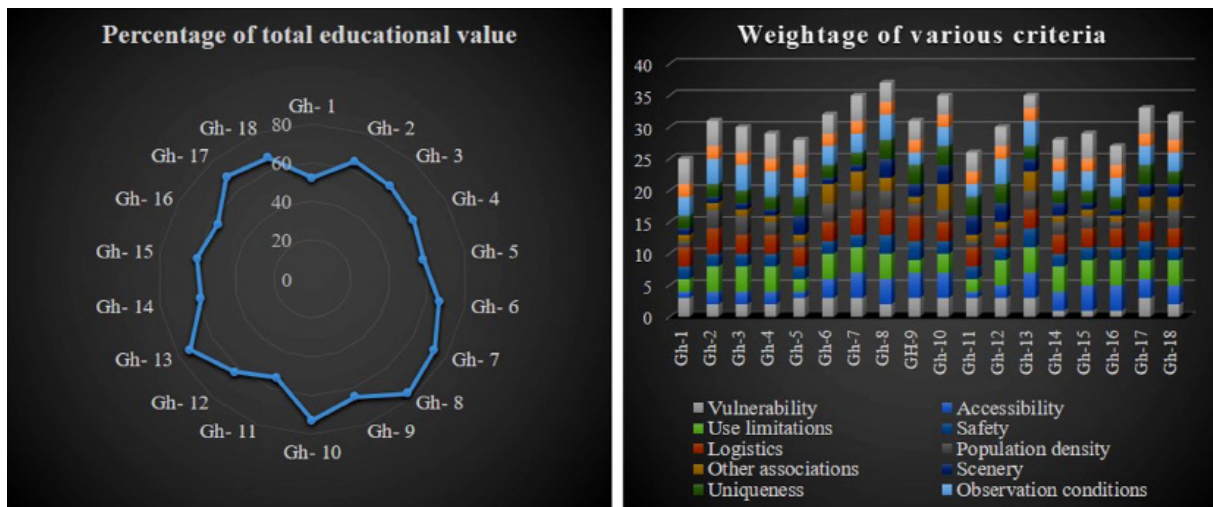 Percentage of total educational value
Gh- 1
Gh- 2
Gh- 3
Gh- 4
Gh- 5
Gh- 6
Gh- 7
Gh- 8
Gh- 9
Gh- 10
Gh- 11
Gh- 12
Gh- 13
Gh- 14
Gh- 15
Gh- 16
Gh- 17
Gh- 18
80
60
40
20
0
Weightage of various criteria
40
35
30
25
20
15
10
5
0
Gh-1
Gh-2
Gh-3
Gh-4
Gh-5
Gh-6
Gh-7
Gh-8
GH-9
Gh-10
Gh-11
Gh-12
Gh-13
Gh-14
Gh-15
Gh-16
Gh-17
Gh-18
Vulnerability
Accessibility
Use limitations
Safety
Logistics
Population density
Other associations
Scenery
Uniqueness
Observation conditions